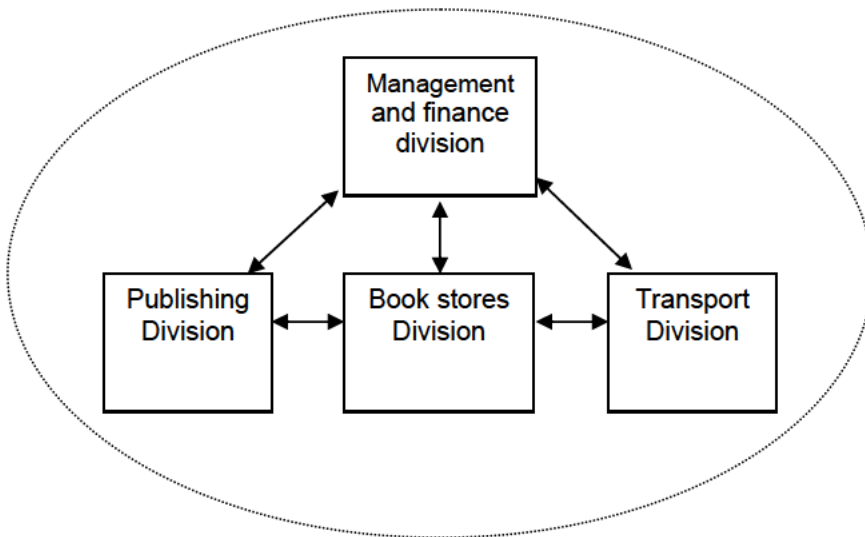 Management
and finance
division
Publishing
Division
Book stores
Division
Transport
Division